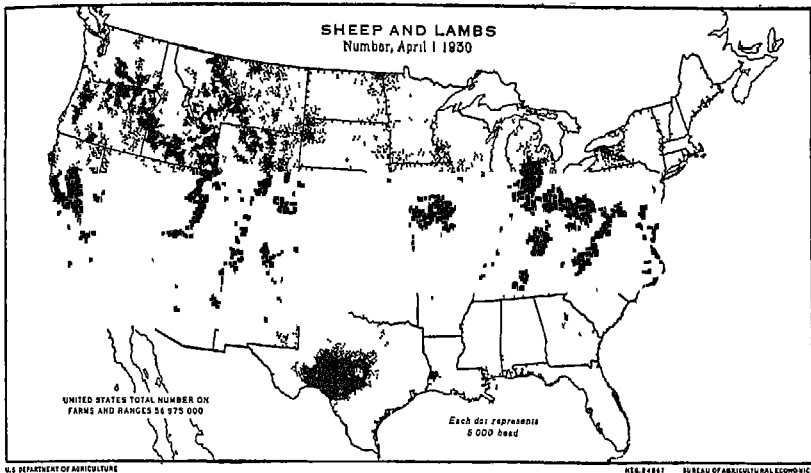 SHEEP AND LAMBS
Number, April 1 1930
UNITED STATES TOTAL NUMBER ON
FARMS AND RANGES 56 975 000
Each dot represents
5 000 head
U.S DEPARTMENT OF AGRICULTURE
BUREAU OF AGRICULTURAL ECONOMIC